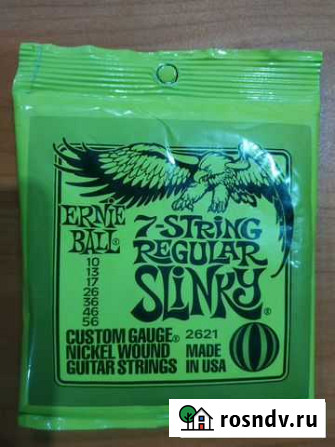 7-STRING
REGULAR
SLINKY®
ERNIE
BALL®
10
13
17
26
36
46
56
CUSTOM GAUGE® 2621
NICKEL WOUND MADE
GUITAR STRINGS IN USA
rosndv.ru